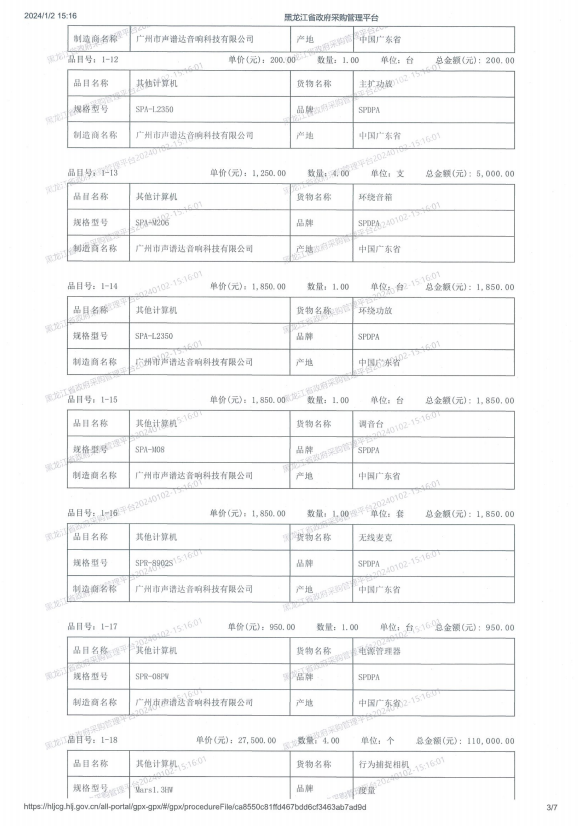 2024/1/2 15:16 黑龙江省政府采购管理平台
制造商名称 广州市声谱达音响科技有限公司 产地 中国广东省
品目号: 1-12 单价(元): 200.00 数量: 1.00 单位: 台 总金额(元): 200.00
品目名称 其他计算机 货物名称 主扩功放
规格型号 SPA-L2350 品牌 SPDPA
制造商名称 广州市声谱达音响科技有限公司 产地 中国广东省
品目号: 1-13 单价(元): 1,250.00 数量: 4.00 单位: 支 总金额(元): 5,000.00
品目名称 其他计算机 货物名称 环绕音箱
规格型号 SPA-M206 品牌 SPDPA
制造商名称 广州市声谱达音响科技有限公司 产地 中国广东省
品目号: 1-14 单价(元): 1,850.00 数量: 1.00 单位: 台 总金额(元): 1,850.00
品目名称 其他计算机 货物名称 环绕功放
规格型号 SPA-L2350 品牌 SPDPA
制造商名称 广州市声谱达音响科技有限公司 产地 中国广东省
品目号: 1-15 单价(元): 1,850.00 数量: 1.00 单位: 台 总金额(元): 1,850.00
品目名称 其他计算机 货物名称 调音台
规格型号 SPA-M08 品牌 SPDPA
制造商名称 广州市声谱达音响科技有限公司 产地 中国广东省
品目号: 1-16 单价(元): 1,850.00 数量: 1.00 单位: 套 总金额(元): 1,850.00
品目名称 其他计算机 货物名称 无线麦克
规格型号 SPR-8902S 品牌 SPDPA
制造商名称 广州市声谱达音响科技有限公司 产地 中国广东省
品目号: 1-17 单价(元): 950.00 数量: 1.00 单位: 台 总金额(元): 950.00
品目名称 其他计算机 货物名称 电源管理器
规格型号 SPR-08PW 品牌 SPDPA
制造商名称 广州市声谱达音响科技有限公司 产地 中国广东省
品目号: 1-18 单价(元): 27,500.00 数量: 4.00 单位: 个 总金额(元): 110,000.00
品目名称 其他计算机 货物名称 行为捕捉相机
规格型号 Mars1.3HW 品牌 度量
https://hljcg.hlj.gov.cn/all-portal/gpx-gpx/#/gpx/procedureFile/ca8550c81ffd467bdd6cf3463ab7ad9d 3/7